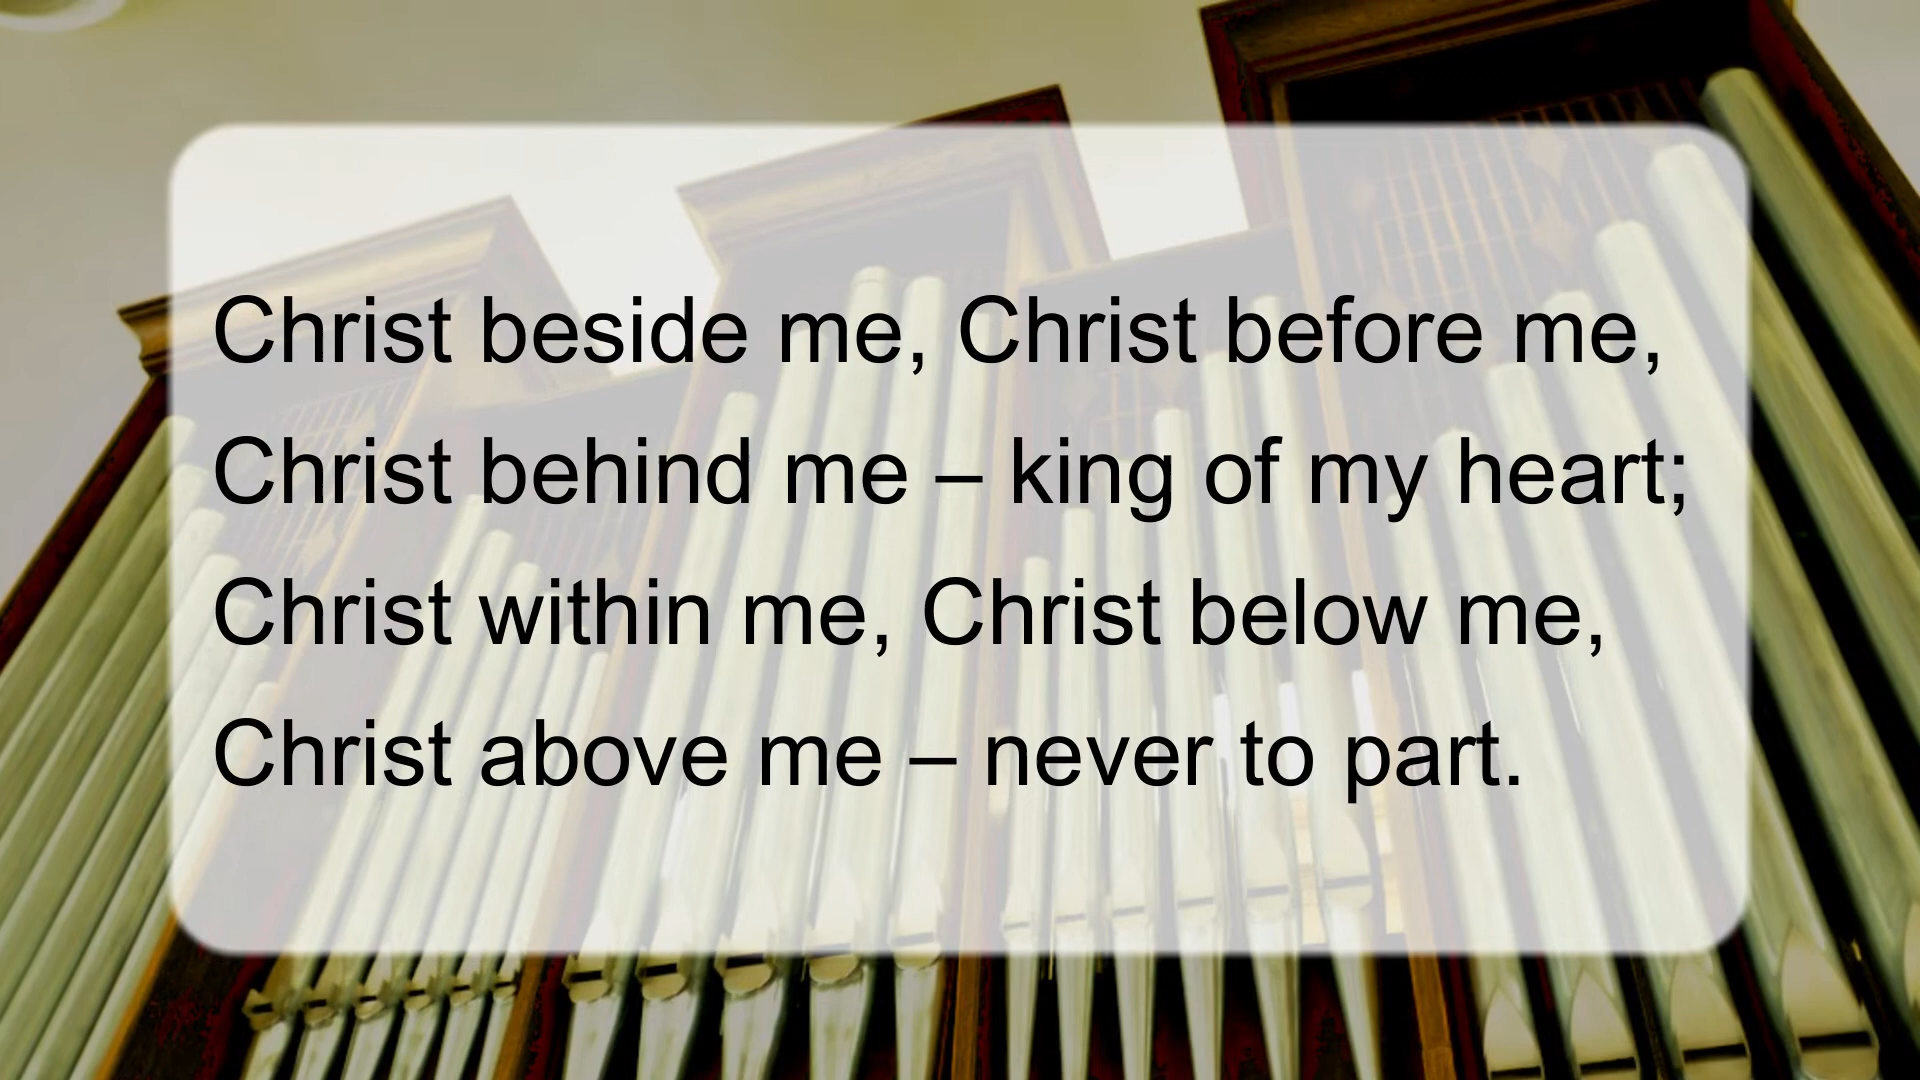 Christ beside me, Christ before me,
Christ behind me – king of my heart;
Christ within me, Christ below me,
Christ above me – never to part.